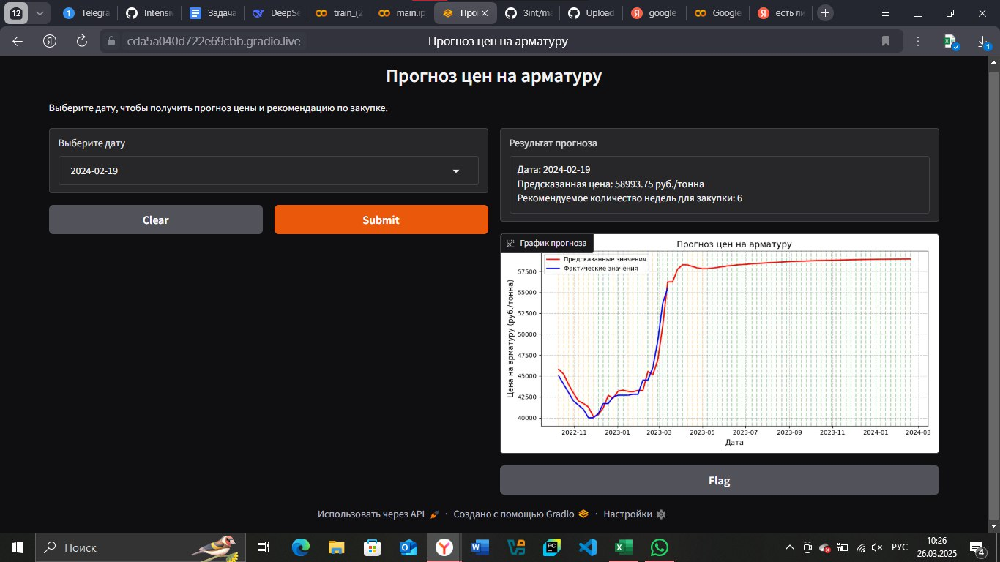 12
Telegra
Intensiv
Задача
DeepSe
train_(2
main.ip
Про
3int/ma
Upload
google
Google
есть ли
cda5a040d722e69cbb.gradio.live
Прогноз цен на арматуру
1
Прогноз цен на арматуру
Выберите дату, чтобы получить прогноз цены и рекомендацию по закупке.
Выберите дату
2024-02-19
Clear
Submit
Результат прогноза
Дата: 2024-02-19
Предсказанная цена: 58993.75 руб./тонна
Рекомендуемое количество недель для закупки: 6
График прогноза
Прогноз цен на арматуру
Предсказанные значения
Фактические значения
Цена на арматуру (руб./тонна)
57500
55000
52500
50000
47500
45000
42500
40000
2022-11
2023-01
2023-03
2023-05
2023-07
2023-09
2023-11
2024-01
2024-03
Дата
Flag
Использовать через API · Создано с помощью Gradio · Настройки
Поиск
РУС
10:26
26.03.2025
4